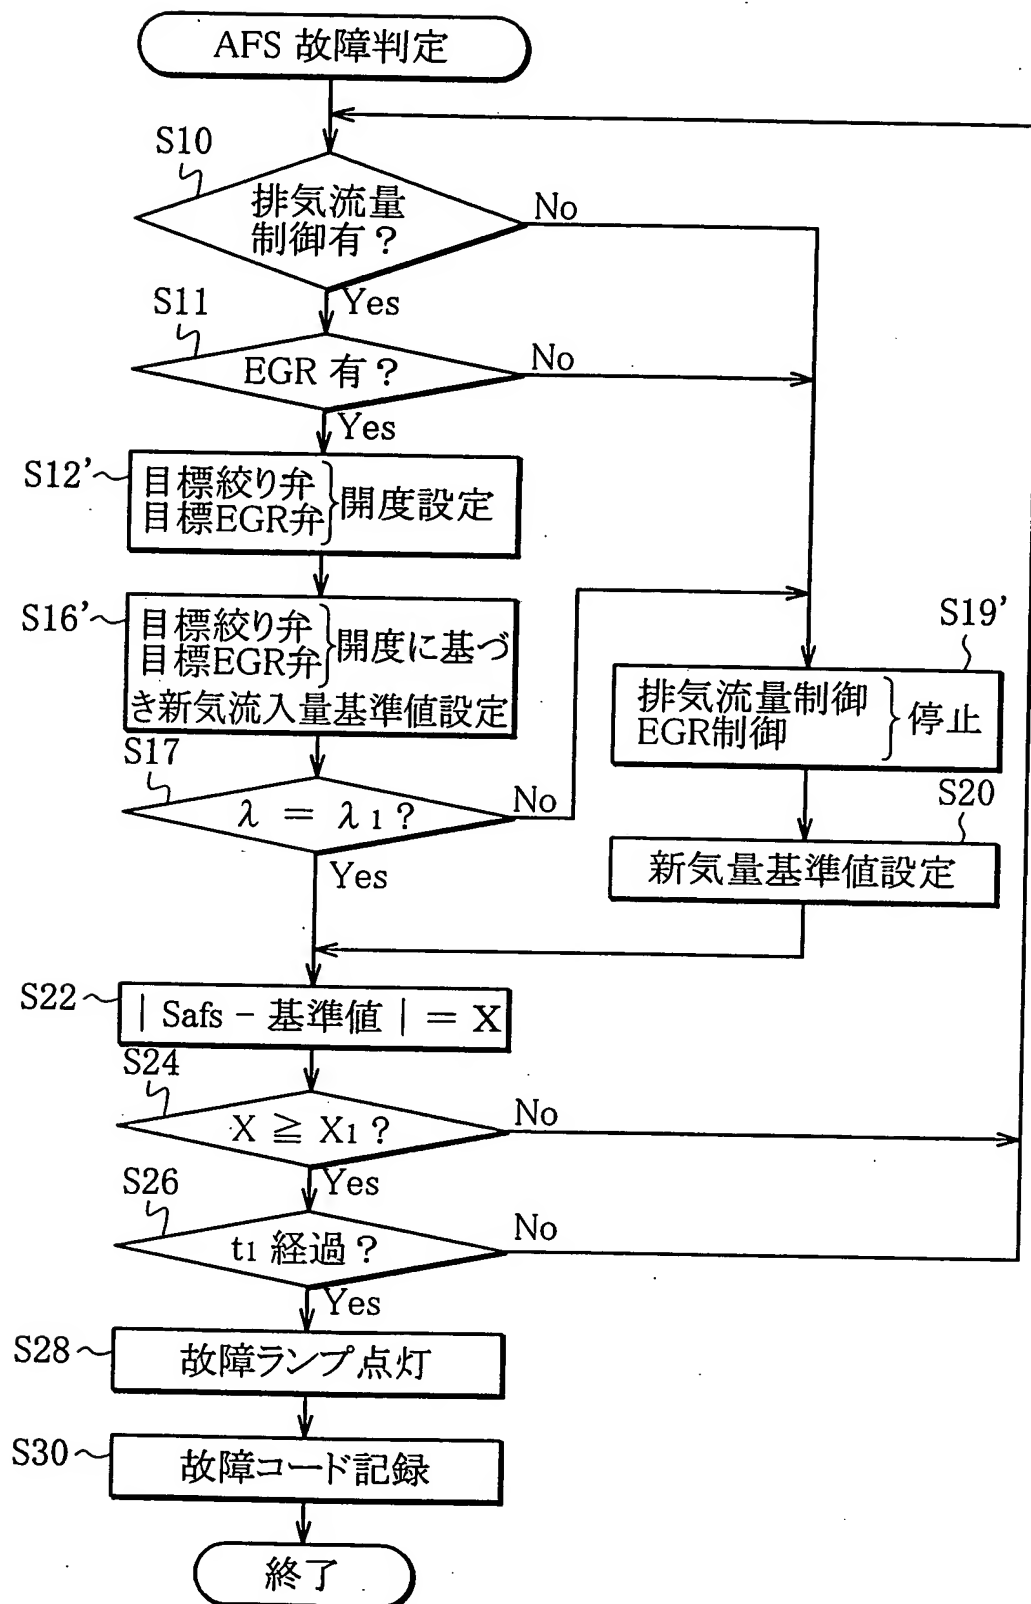 AFS 故障判定
S10
排気流量
制御有？
No
Yes
S11
EGR 有？
No
Yes
S12'
目標絞り弁
目標EGR弁
開度設定
S16'
目標絞り弁
目標EGR弁
開度に基づ
き新気流入量基準値設定
S19'
排気流量制御
EGR制御
停止
S17
λ = λ1？
No
Yes
S20
新気量基準値設定
S22
| Safs - 基準値 | = X
S24
X ≧ X1？
No
Yes
S26
t1 経過？
No
Yes
S28
故障ランプ点灯
S30
故障コード記録
終了